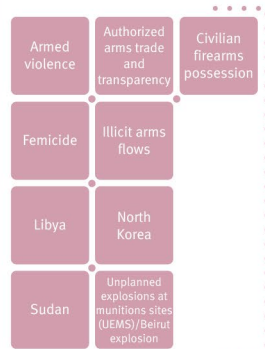 Armed
violence
Authorized
arms trade
and
transparency
Civilian
firearms
possession
Femicide
Illicit arms
flows
Libya
North
Korea
Sudan
Unplanned
explosions at
munitions sites
(UEMS)/Beirut
explosion